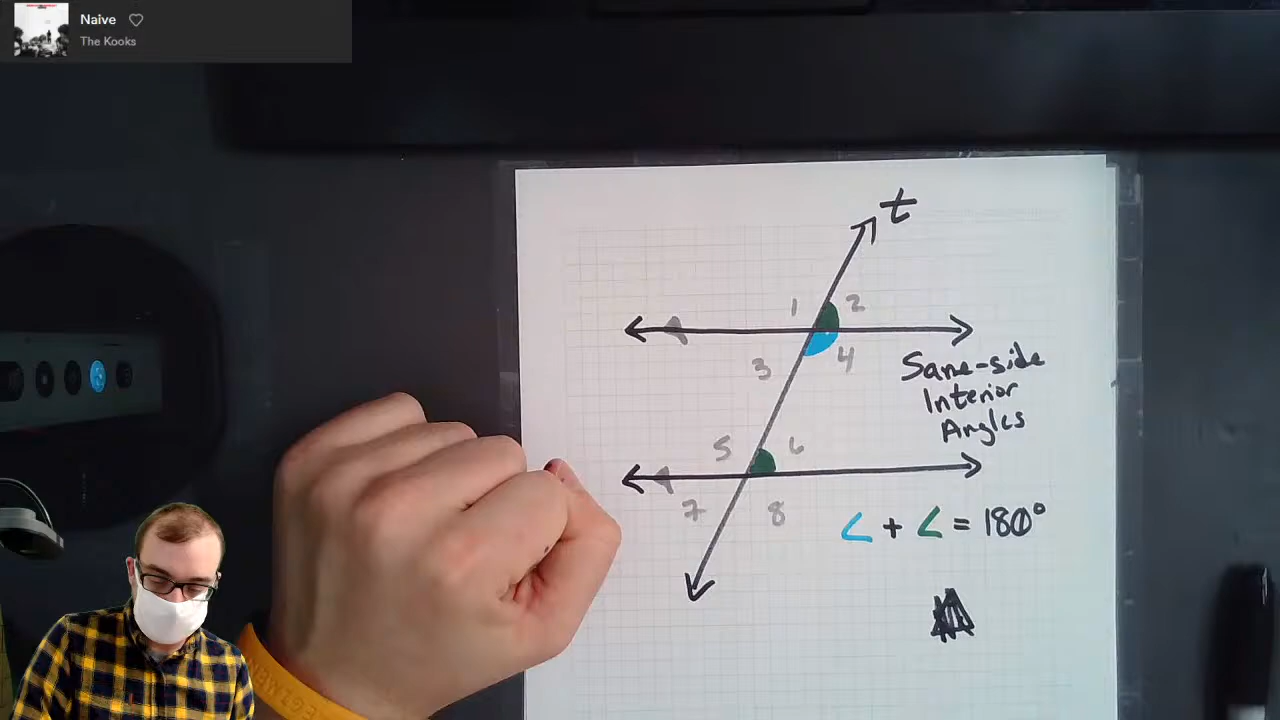 Naive
The Kooks
t
1 2
3 4
Same-side
Interior
Angles
5 6
7 8
∠ + ∠ = 180°